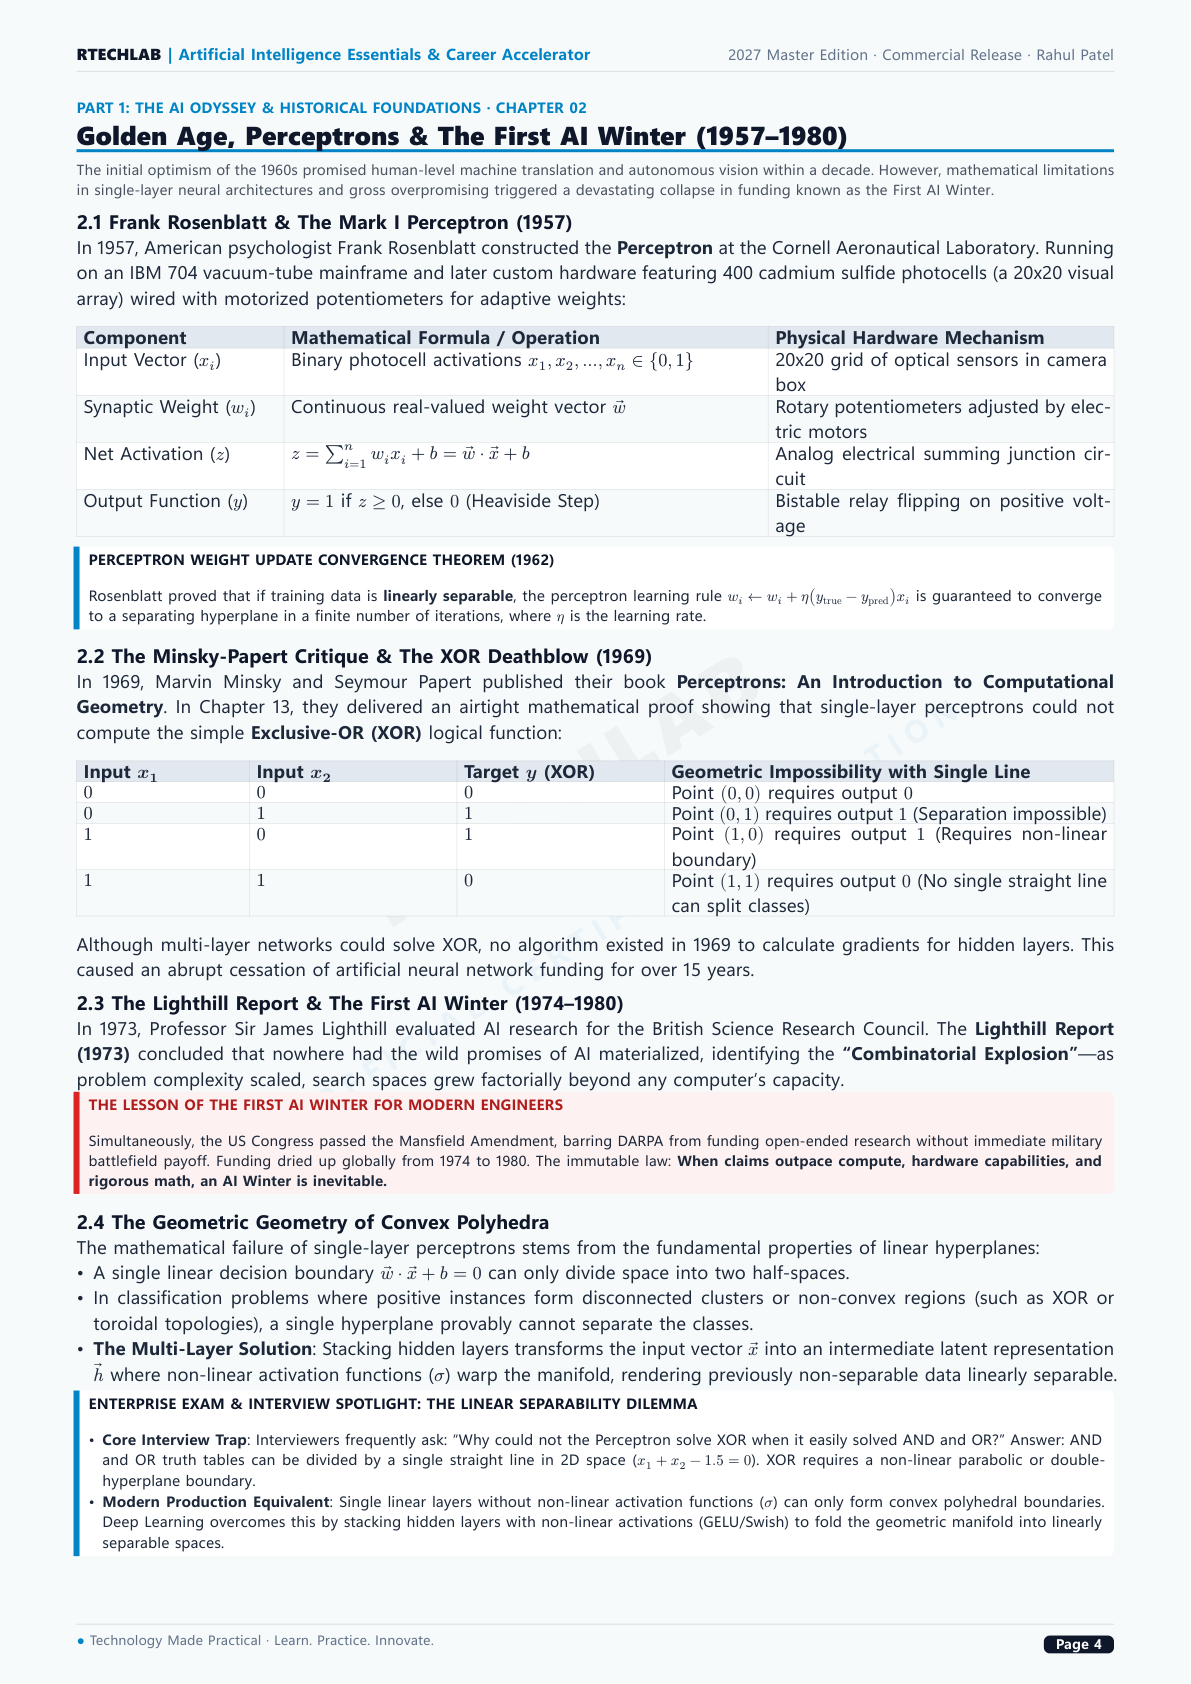 RTECHLAB | Artificial Intelligence Essentials & Career Accelerator
2027 Master Edition · Commercial Release · Rahul Patel
PART 1: THE AI ODYSSEY & HISTORICAL FOUNDATIONS · CHAPTER 02
Golden Age, Perceptrons & The First AI Winter (1957–1980)
The initial optimism of the 1960s promised human-level machine translation and autonomous vision within a decade. However, mathematical limitations
in single-layer neural architectures and gross overpromising triggered a devastating collapse in funding known as the First AI Winter.
2.1 Frank Rosenblatt & The Mark I Perceptron (1957)
In 1957, American psychologist Frank Rosenblatt constructed the Perceptron at the Cornell Aeronautical Laboratory. Running
on an IBM 704 vacuum-tube mainframe and later custom hardware featuring 400 cadmium sulfide photocells (a 20x20 visual
array) wired with motorized potentiometers for adaptive weights:
Component Mathematical Formula / Operation Physical Hardware Mechanism
Input Vector (xᵢ) Binary photocell activations x₁, x₂, ..., xₙ ∈ {0, 1} 20x20 grid of optical sensors in camera
box
Synaptic Weight (wᵢ) Continuous real-valued weight vector w⃗ Rotary potentiometers adjusted by elec-
tric motors
Net Activation (z) z = ∑ⁿᵢ₌₁ wᵢxᵢ + b = w⃗ · x⃗ + b Analog electrical summing junction cir-
cuit
Output Function (y) y = 1 if z ≥ 0, else 0 (Heaviside Step) Bistable relay flipping on positive volt-
age
PERCEPTRON WEIGHT UPDATE CONVERGENCE THEOREM (1962)
Rosenblatt proved that if training data is linearly separable, the perceptron learning rule wᵢ ← wᵢ + η(y_true − y_pred)xᵢ is guaranteed to converge
to a separating hyperplane in a finite number of iterations, where η is the learning rate.
2.2 The Minsky-Papert Critique & The XOR Deathblow (1969)
In 1969, Marvin Minsky and Seymour Papert published their book Perceptrons: An Introduction to Computational
Geometry. In Chapter 13, they delivered an airtight mathematical proof showing that single-layer perceptrons could not
compute the simple Exclusive-OR (XOR) logical function:
Input x₁ Input x₂ Target y (XOR) Geometric Impossibility with Single Line
0 0 0 Point (0, 0) requires output 0
0 1 1 Point (0, 1) requires output 1 (Separation impossible)
1 0 1 Point (1, 0) requires output 1 (Requires non-linear
boundary)
1 1 0 Point (1, 1) requires output 0 (No single straight line
can split classes)
Although multi-layer networks could solve XOR, no algorithm existed in 1969 to calculate gradients for hidden layers. This
caused an abrupt cessation of artificial neural network funding for over 15 years.
2.3 The Lighthill Report & The First AI Winter (1974–1980)
In 1973, Professor Sir James Lighthill evaluated AI research for the British Science Research Council. The Lighthill Report
(1973) concluded that nowhere had the wild promises of AI materialized, identifying the “Combinatorial Explosion”—as
problem complexity scaled, search spaces grew factorially beyond any computer’s capacity.
THE LESSON OF THE FIRST AI WINTER FOR MODERN ENGINEERS
Simultaneously, the US Congress passed the Mansfield Amendment, barring DARPA from funding open-ended research without immediate military
battlefield payoff. Funding dried up globally from 1974 to 1980. The immutable law: When claims outpace compute, hardware capabilities, and
rigorous math, an AI Winter is inevitable.
2.4 The Geometric Geometry of Convex Polyhedra
The mathematical failure of single-layer perceptrons stems from the fundamental properties of linear hyperplanes:
• A single linear decision boundary w⃗ · x⃗ + b = 0 can only divide space into two half-spaces.
• In classification problems where positive instances form disconnected clusters or non-convex regions (such as XOR or
toroidal topologies), a single hyperplane provably cannot separate the classes.
• The Multi-Layer Solution: Stacking hidden layers transforms the input vector x⃗ into an intermediate latent representation
h⃗ where non-linear activation functions (σ) warp the manifold, rendering previously non-separable data linearly separable.
ENTERPRISE EXAM & INTERVIEW SPOTLIGHT: THE LINEAR SEPARABILITY DILEMMA
• Core Interview Trap: Interviewers frequently ask: “Why could not the Perceptron solve XOR when it easily solved AND and OR?” Answer: AND
and OR truth tables can be divided by a single straight line in 2D space (x₁ + x₂ − 1.5 = 0). XOR requires a non-linear parabolic or double-
hyperplane boundary.
• Modern Production Equivalent: Single linear layers without non-linear activation functions (σ) can only form convex polyhedral boundaries.
Deep Learning overcomes this by stacking hidden layers with non-linear activations (GELU/Swish) to fold the geometric manifold into linearly
separable spaces.
• Technology Made Practical · Learn. Practice. Innovate.
Page 4